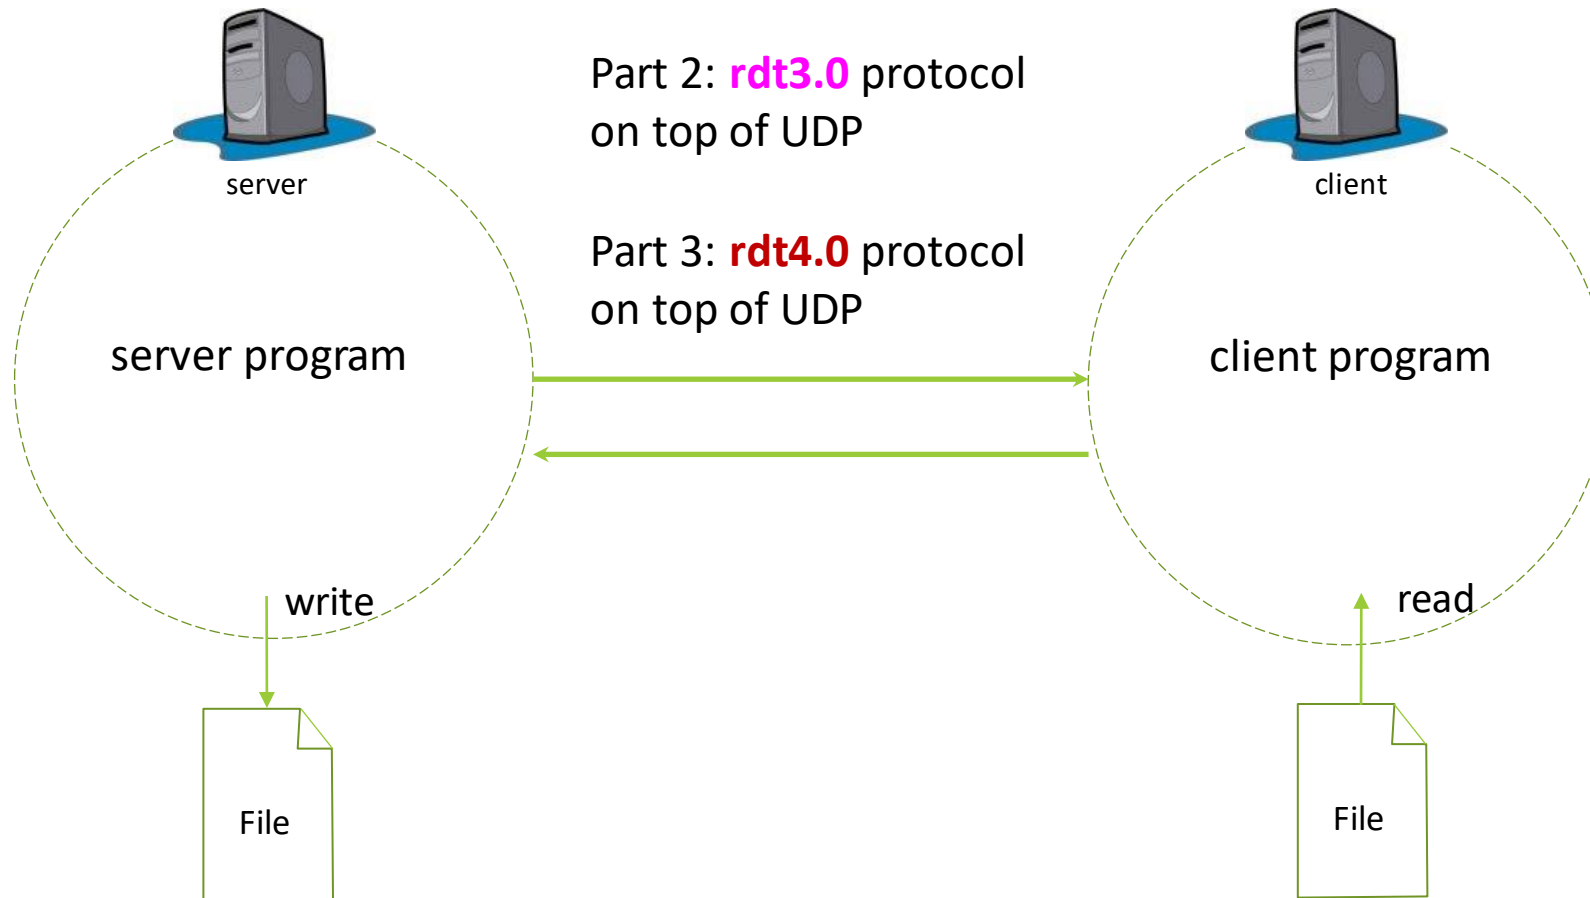 Part 2: rdt3.0 protocol
on top of UDP
server
client
Part 3: rdt4.0 protocol
on top of UDP
server program
client program
write
read
File
File